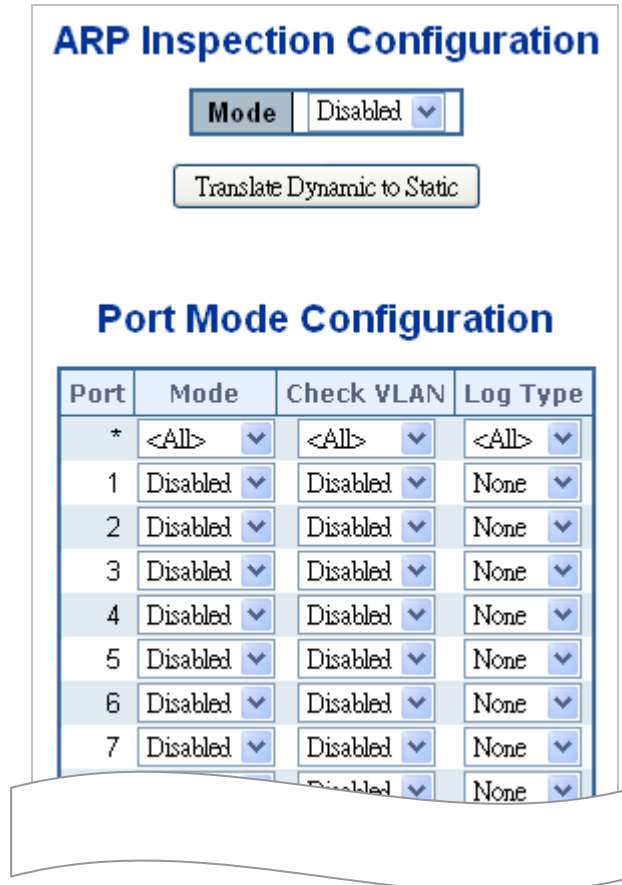 ARP Inspection Configuration
Mode Disabled
Translate Dynamic to Static
Port Mode Configuration
Port Mode Check VLAN Log Type
* <All> <All> <All>
1 Disabled Disabled None
2 Disabled Disabled None
3 Disabled Disabled None
4 Disabled Disabled None
5 Disabled Disabled None
6 Disabled Disabled None
7 Disabled Disabled None
Disabled None